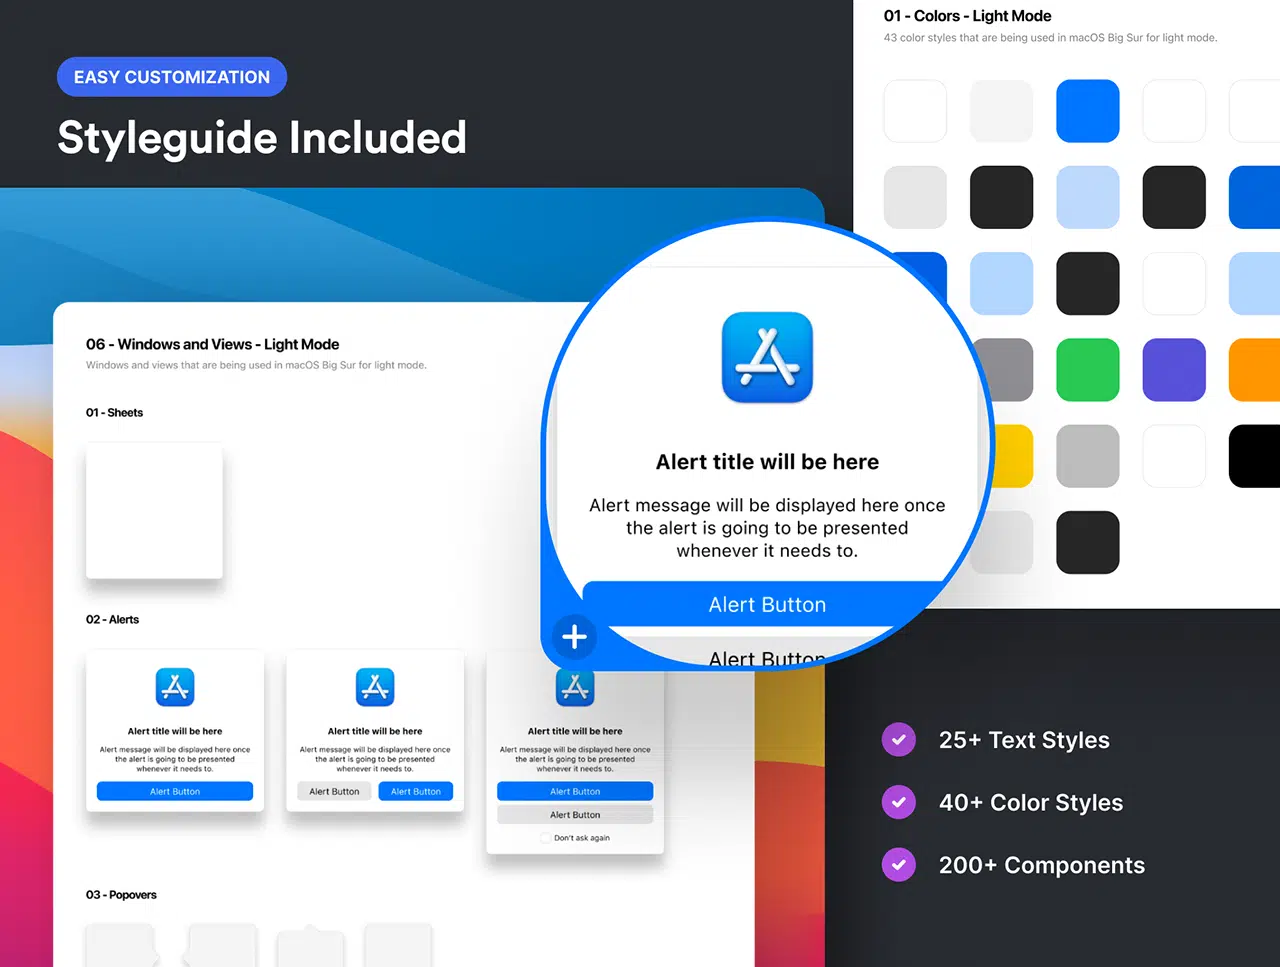 EASY CUSTOMIZATION
Styleguide Included
01 - Colors - Light Mode
43 color styles that are being used in macOS Big Sur for light mode.
06 - Windows and Views - Light Mode
Windows and views that are being used in macOS Big Sur for light mode.
01 - Sheets
Alert title will be here
Alert message will be displayed here once
the alert is going to be presented
whenever it needs to.
Alert Button
Alert Button
02 - Alerts
Alert title will be here
Alert message will be displayed here once
the alert is going to be presented
whenever it needs to.
Alert Button
Alert title will be here
Alert message will be displayed here once
the alert is going to be presented
whenever it needs to.
Alert Button
Alert Button
Alert title will be here
Alert message will be displayed here once
the alert is going to be presented
whenever it needs to.
Alert Button
Alert Button
Don't ask again
03 - Popovers
25+ Text Styles
40+ Color Styles
200+ Components